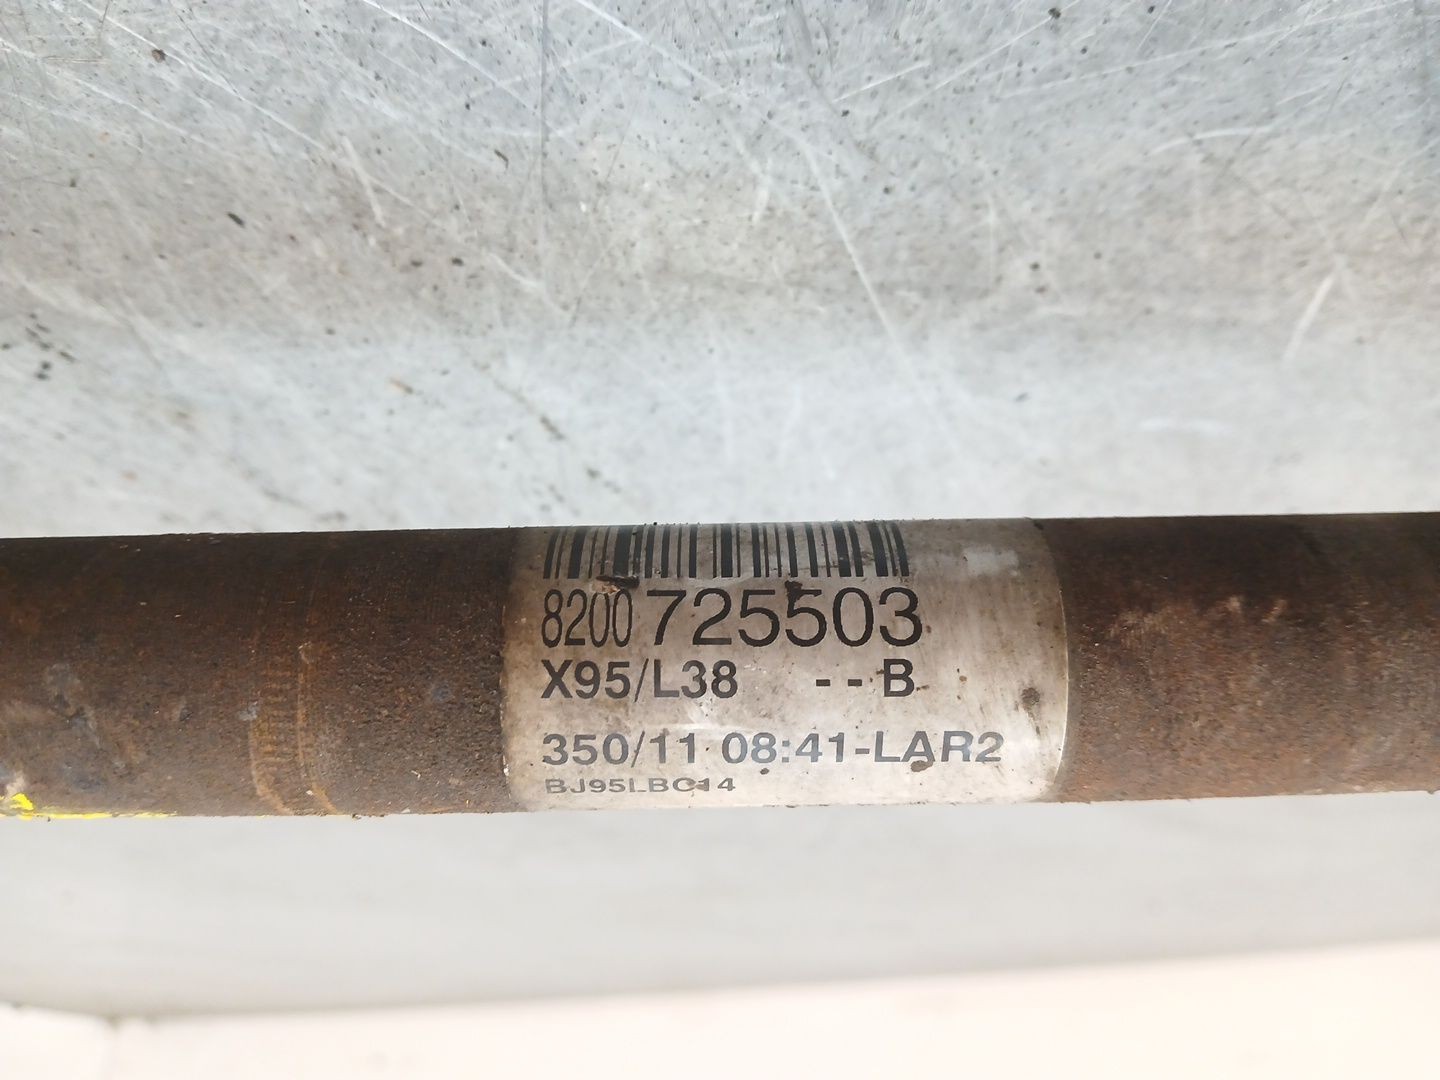 8200 725503
X95/L38 --B
350/11 08:41-LAR2
BJ95LBC14